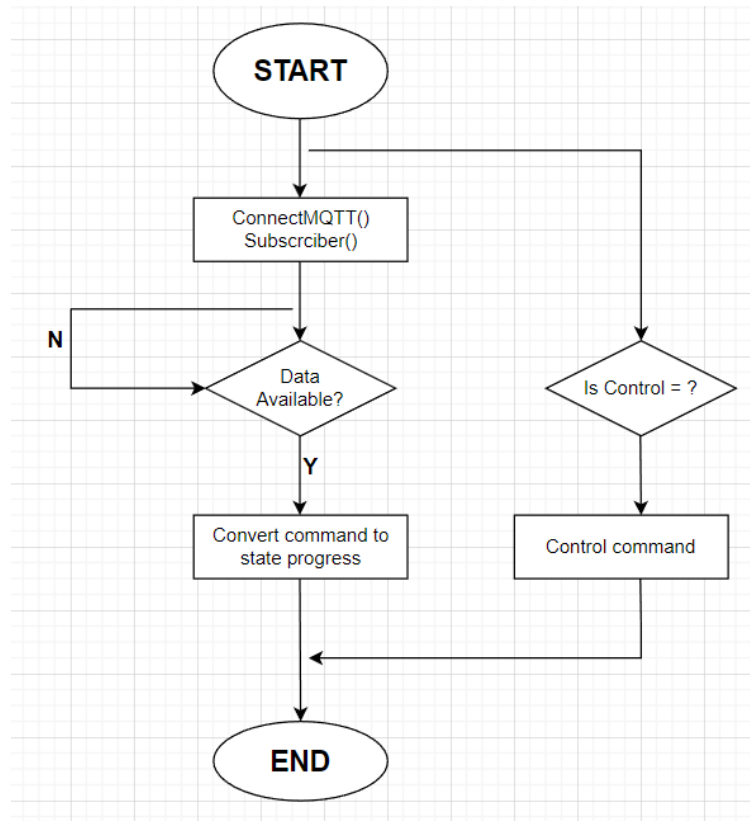 START
ConnectMQTT()
Subscrciber()
N
Data
Available?
Is Control = ?
Y
Convert command to
state progress
Control command
END